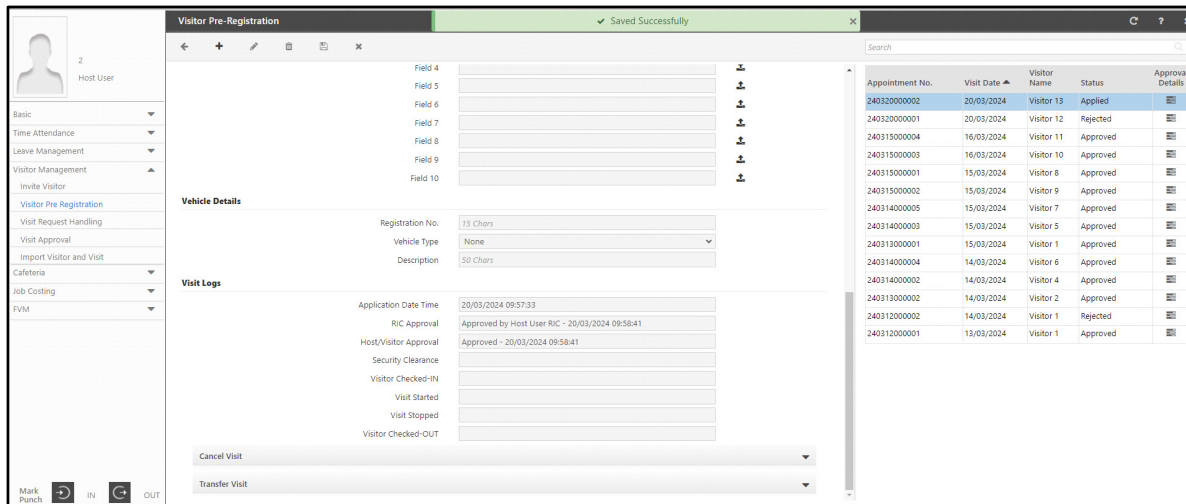 Visitor Pre-Registration
✔ Saved Successfully
×
?
2
Host User
Basic
Time Attendance
Leave Management
Visitor Management
Invite Visitor
Visitor Pre Registration
Visit Request Handling
Visit Approval
Import Visitor and Visit
Cafeteria
Job Costing
FVM
Mark Punch
IN
OUT
Field 4
Field 5
Field 6
Field 7
Field 8
Field 9
Field 10
Vehicle Details
Registration No. 15 Chars
Vehicle Type None
Description 50 Chars
Visit Logs
Application Date Time 20/03/2024 09:57:33
RIC Approval Approved by Host User RIC - 20/03/2024 09:58:41
Host/Visitor Approval Approved - 20/03/2024 09:58:41
Security Clearance
Visitor Checked-IN
Visit Started
Visit Stopped
Visitor Checked-OUT
Cancel Visit
Transfer Visit
Search
Appointment No. Visit Date Visitor Name Status Approval Details
240320000002 20/03/2024 Visitor 13 Applied
240320000001 20/03/2024 Visitor 12 Rejected
240315000004 16/03/2024 Visitor 11 Approved
240315000003 16/03/2024 Visitor 10 Approved
240315000001 15/03/2024 Visitor 8 Approved
240315000002 15/03/2024 Visitor 9 Approved
240314000005 15/03/2024 Visitor 7 Approved
240314000003 15/03/2024 Visitor 5 Approved
240313000001 15/03/2024 Visitor 1 Approved
240314000004 14/03/2024 Visitor 6 Approved
240314000002 14/03/2024 Visitor 4 Approved
240313000002 14/03/2024 Visitor 2 Approved
240312000002 14/03/2024 Visitor 1 Rejected
240312000001 13/03/2024 Visitor 1 Approved